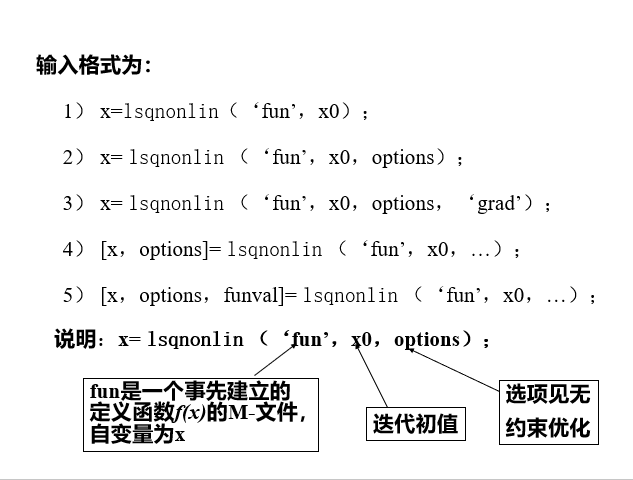 输入格式为：
1） x=lsqnonlin（‘fun’，x0）；
2） x= lsqnonlin （‘fun’，x0，options）；
3） x= lsqnonlin （‘fun’，x0，options，‘grad’）；
4） [x，options]= lsqnonlin （‘fun’，x0，…）；
5） [x，options，funval]= lsqnonlin （‘fun’，x0，…）；
说明：x= lsqnonlin （‘fun’，x0，options）；
fun是一个事先建立的
定义函数f(x)的M-文件，
自变量为x
迭代初值
选项见无
约束优化